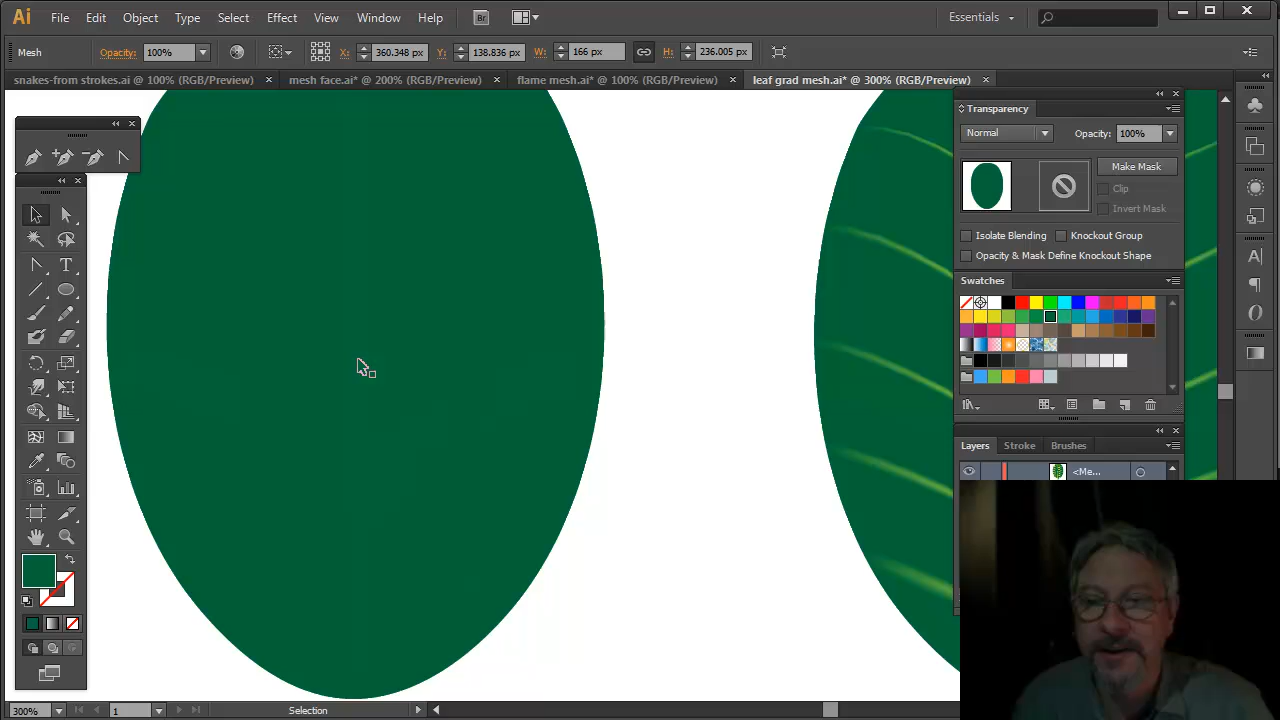 Ai File Edit Object Type Select Effect View Window Help Br Essentials
Mesh Opacity: 100% X: 360.348 px Y: 138.836 px W: 166 px H: 236.005 px
snakes-from strokes.ai @ 100% (RGB/Preview) × mesh face.ai* @ 200% (RGB/Preview) × flame mesh.ai* @ 100% (RGB/Preview) × leaf grad mesh.ai* @ 300% (RGB/Preview) ×
Transparency
Normal Opacity: 100%
Make Mask
Clip
Invert Mask
Isolate Blending Knockout Group
Opacity & Mask Define Knockout Shape
Swatches
Layers Stroke Brushes
<Me...
300% 1 Selection